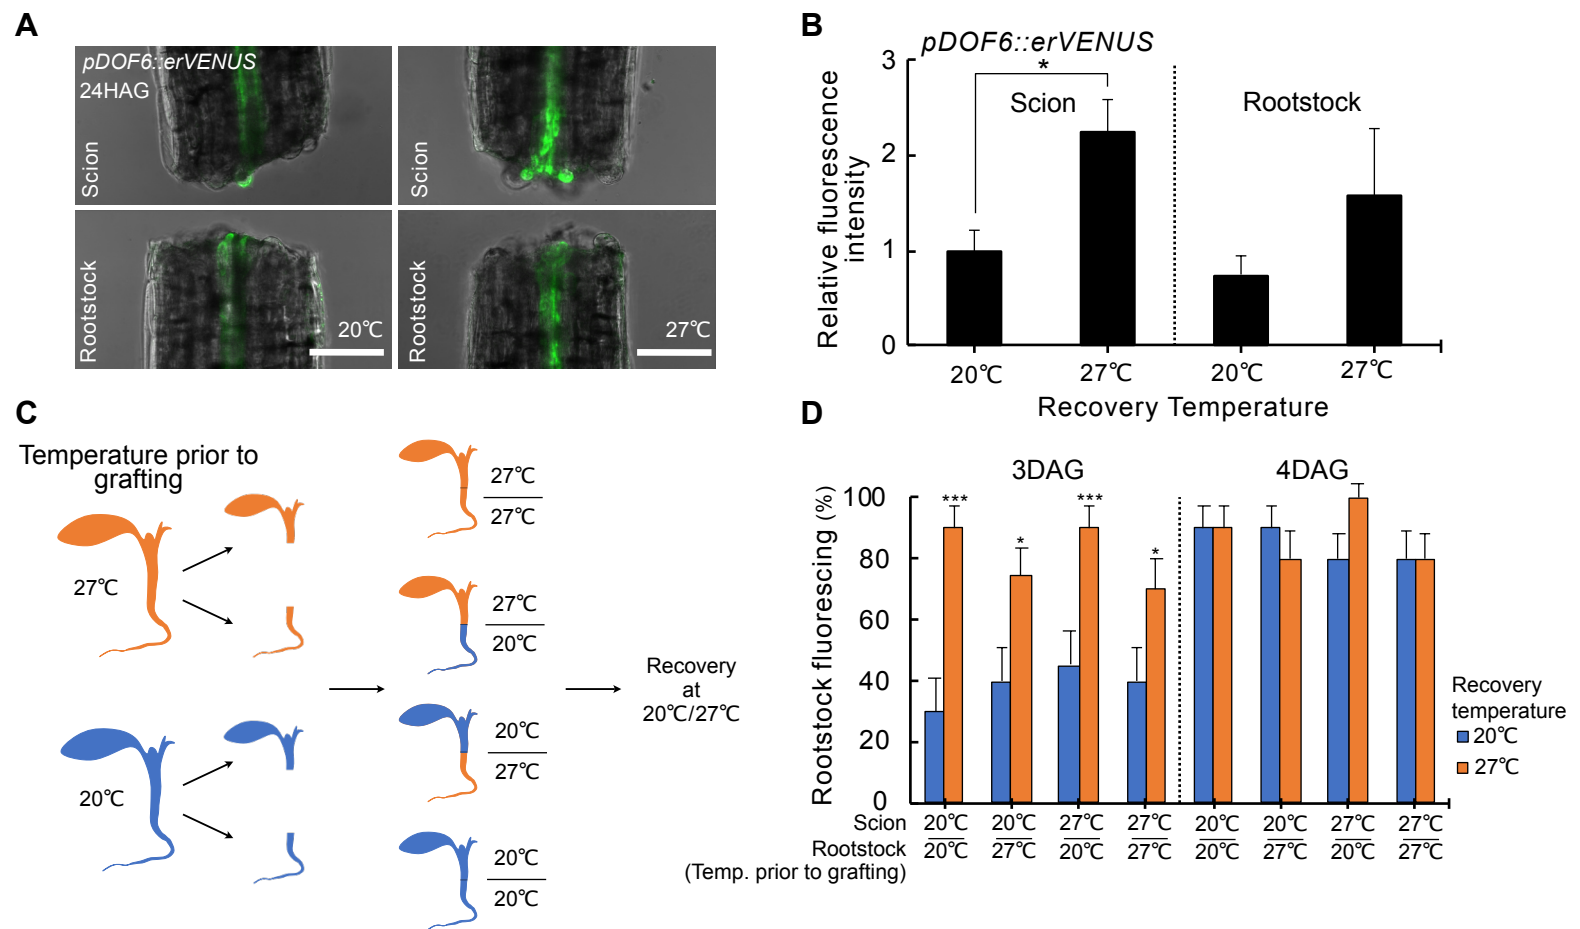 A
pDOF6::erVENUS
24HAG
Scion
Scion
Rootstock
20℃
Rootstock
27℃
B
pDOF6::erVENUS
*
Scion
Rootstock
Relative fluorescence
intensity
3
2
1
0
20℃ 27℃ 20℃ 27℃
Recovery Temperature
C
Temperature prior to
grafting
27℃
20℃
27℃
27℃
27℃
20℃
20℃
27℃
20℃
20℃
Recovery
at
20℃/27℃
D
3DAG 4DAG
Rootstock fluorescing (%)
100
80
60
40
20
0
*** * *** *
Recovery
temperature
20℃
27℃
Scion 20℃ 20℃ 27℃ 27℃ 20℃ 20℃ 27℃ 27℃
Rootstock 20℃ 27℃ 20℃ 27℃ 20℃ 27℃ 20℃ 27℃
(Temp. prior to grafting)